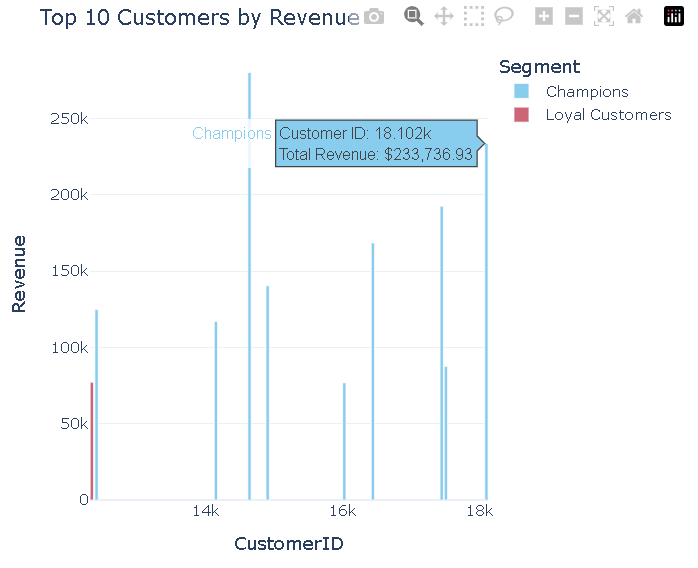 Top 10 Customers by Revenue
Segment
Champions
Loyal Customers
Champions
Customer ID: 18.102k
Total Revenue: $233,736.93
Revenue
250k
200k
150k
100k
50k
0
14k
16k
18k
CustomerID